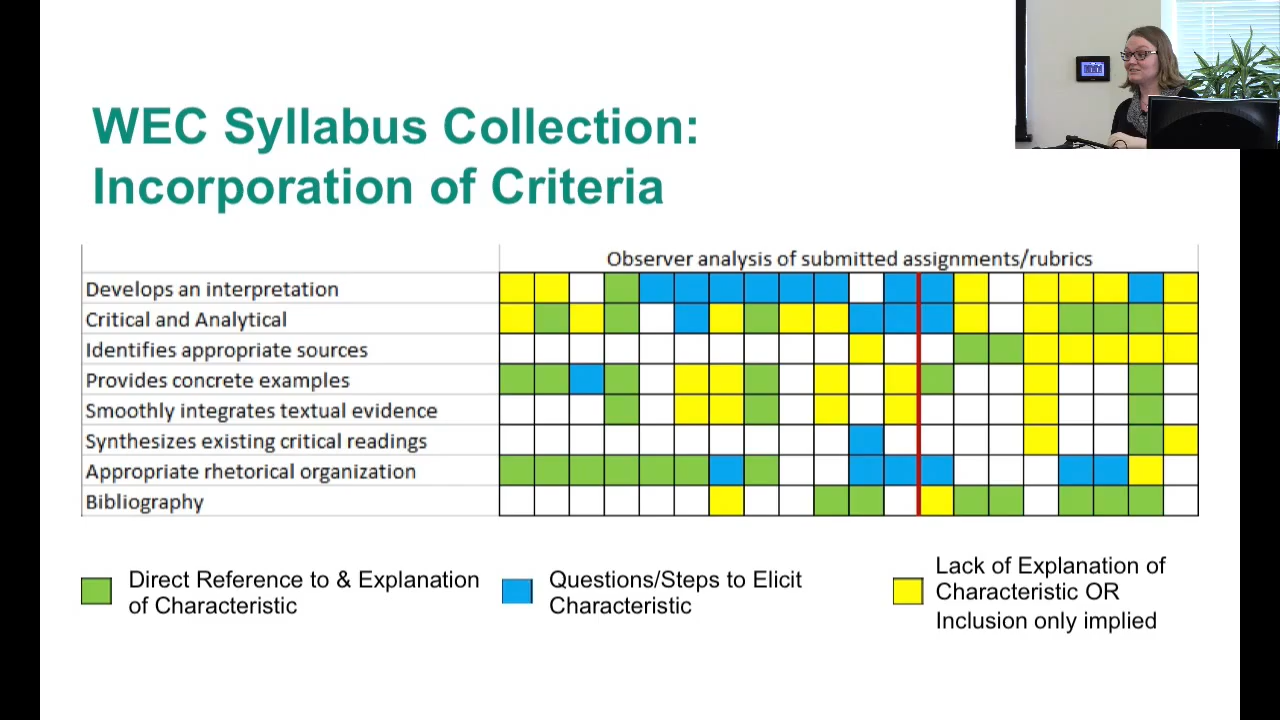 WEC Syllabus Collection:
Incorporation of Criteria
Observer analysis of submitted assignments/rubrics
Develops an interpretation
Critical and Analytical
Identifies appropriate sources
Provides concrete examples
Smoothly integrates textual evidence
Synthesizes existing critical readings
Appropriate rhetorical organization
Bibliography
Direct Reference to & Explanation
of Characteristic
Questions/Steps to Elicit
Characteristic
Lack of Explanation of
Characteristic OR
Inclusion only implied